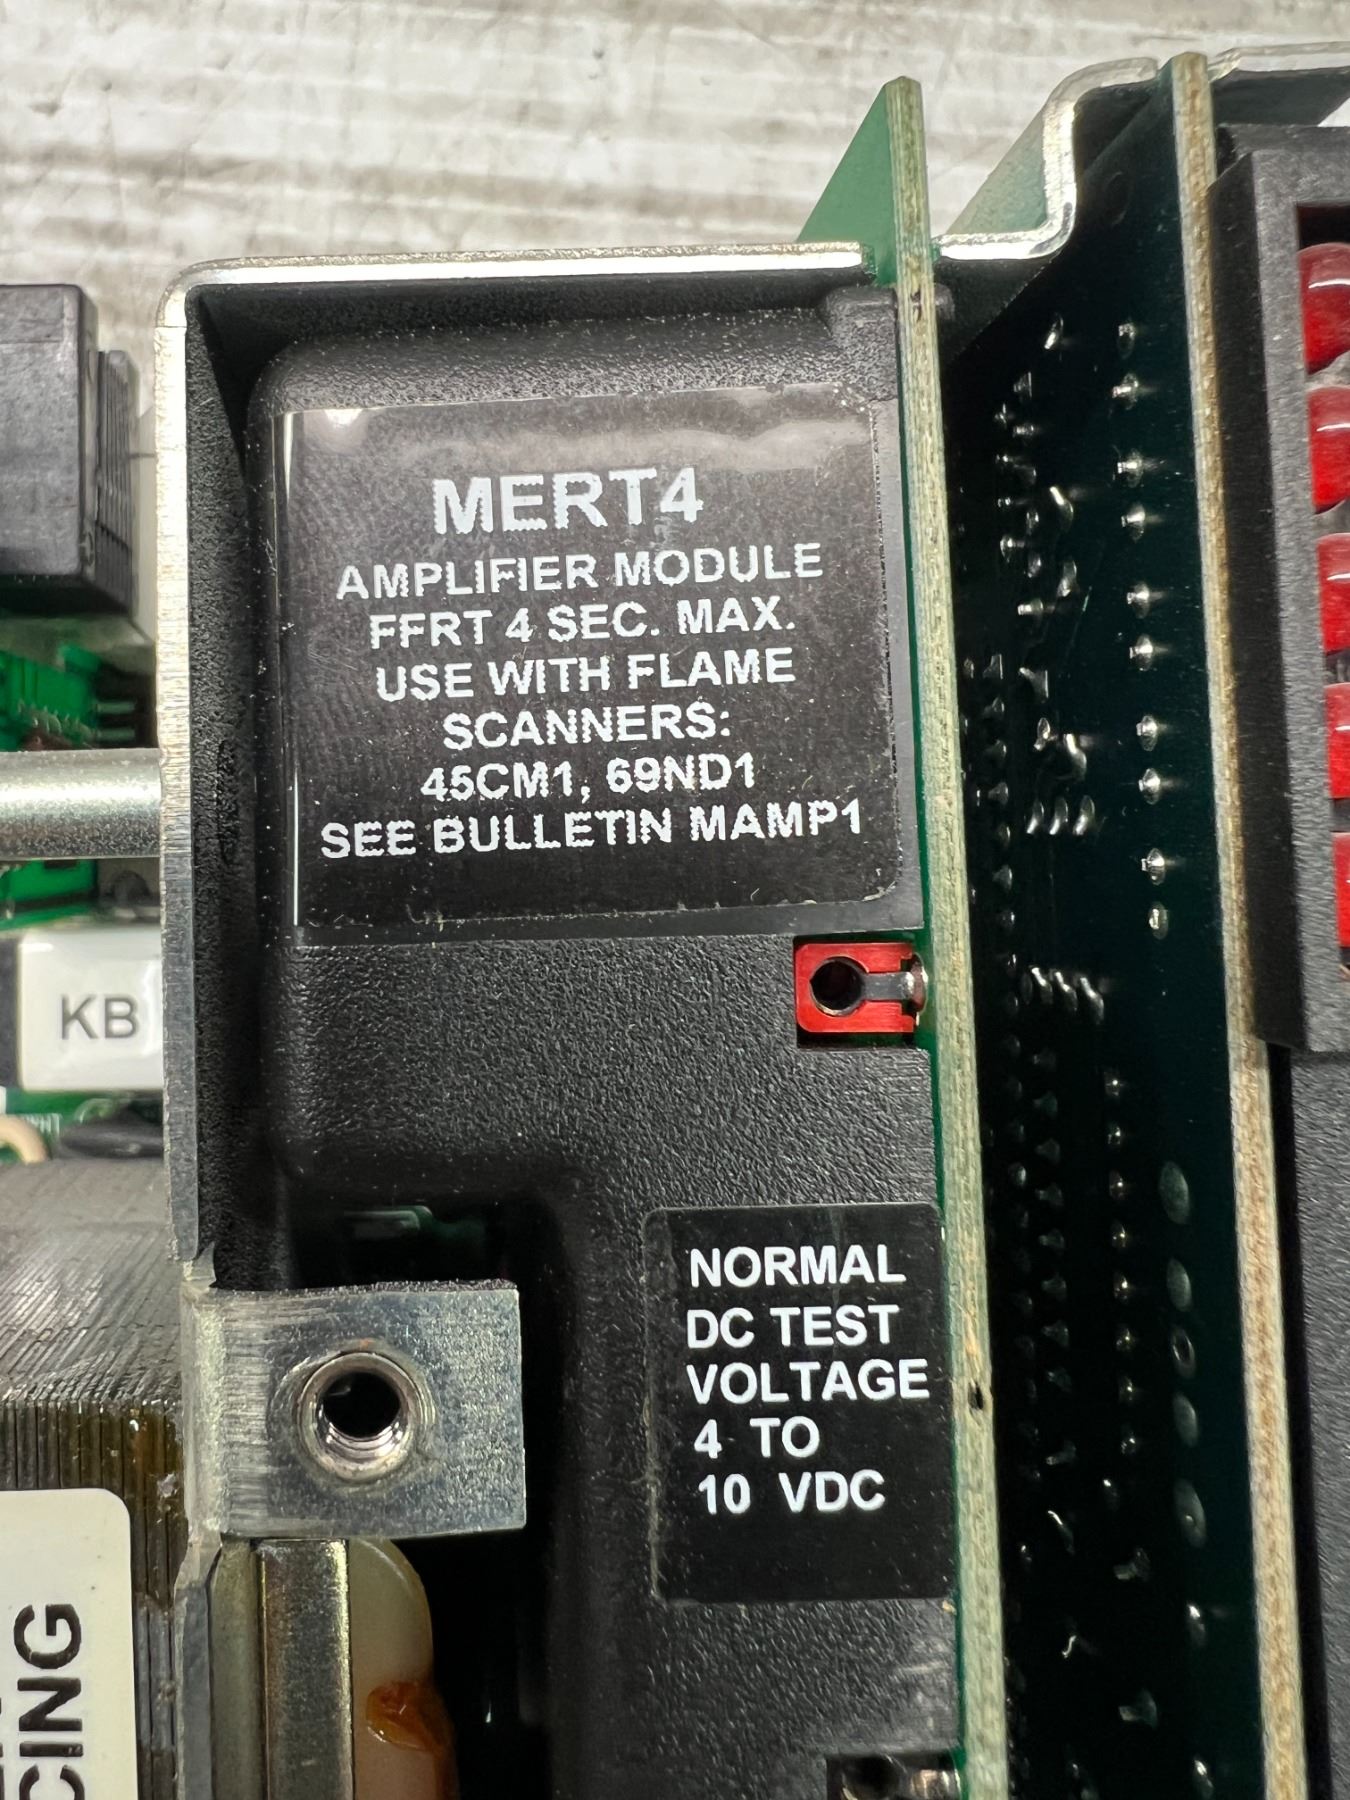 MERT4
AMPLIFIER MODULE
FFRT 4 SEC. MAX.
USE WITH FLAME
SCANNERS:
45CM1, 69ND1
SEE BULLETIN MAMP1
KB
NORMAL
DC TEST
VOLTAGE
4 TO
10 VDC
CING